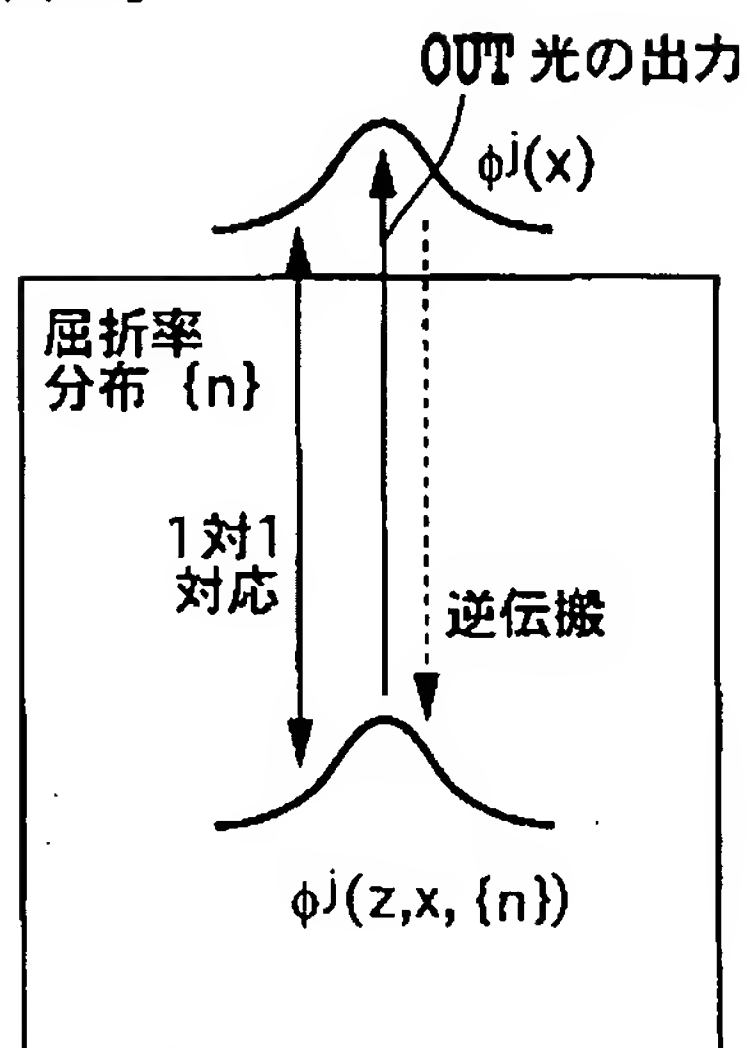 OUT 光の出力
φj(x)
屈折率
分布 {n}
1対1
対応
逆伝搬
φj(z,x, {n})